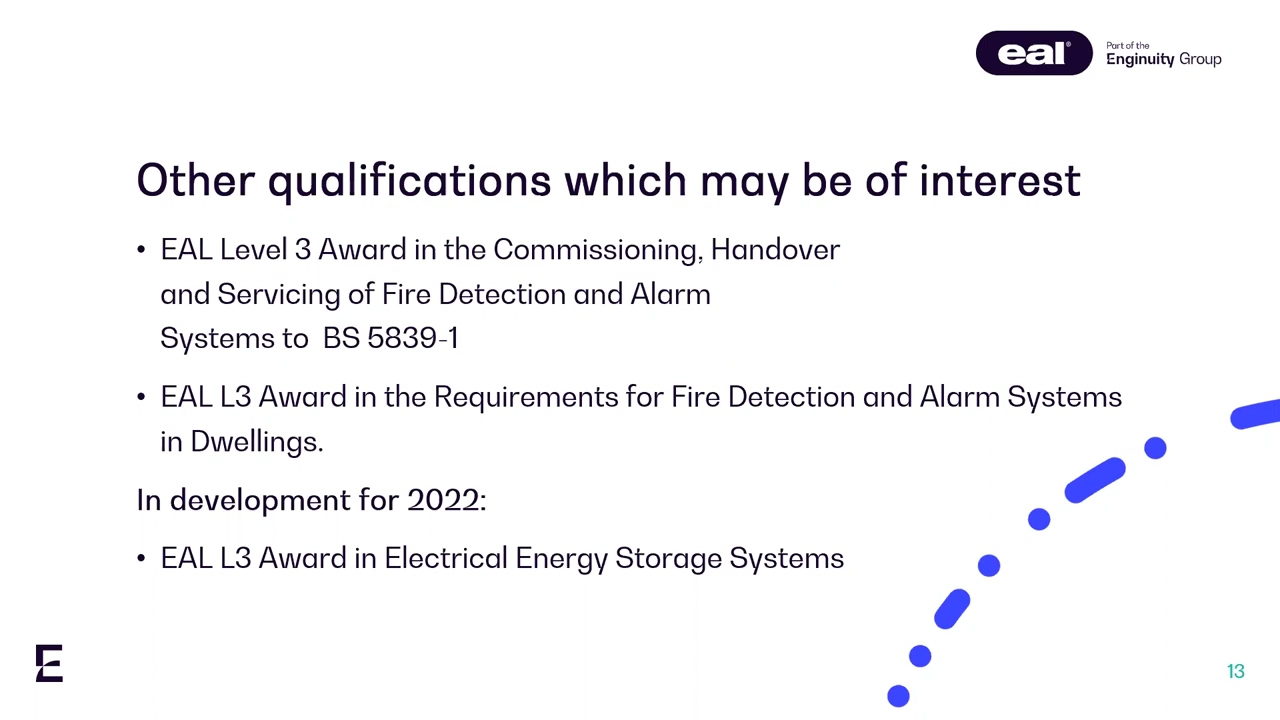 eal®
Part of the
Enginuity Group
Other qualifications which may be of interest
• EAL Level 3 Award in the Commissioning, Handover
and Servicing of Fire Detection and Alarm
Systems to  BS 5839-1
• EAL L3 Award in the Requirements for Fire Detection and Alarm Systems
in Dwellings.
In development for 2022:
• EAL L3 Award in Electrical Energy Storage Systems
E
13